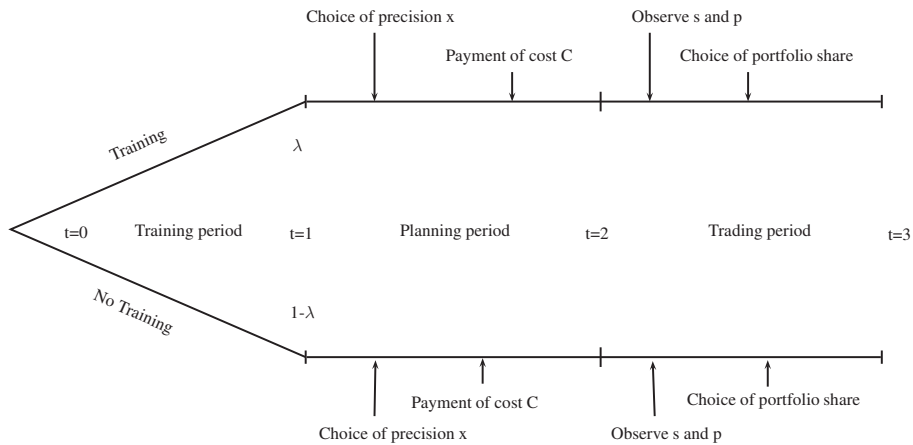 Choice of precision x
Observe s and p
Payment of cost C
Choice of portfolio share
Training
λ
t=0
Training period
t=1
Planning period
t=2
Trading period
t=3
No Training
1-λ
Payment of cost C
Choice of portfolio share
Choice of precision x
Observe s and p